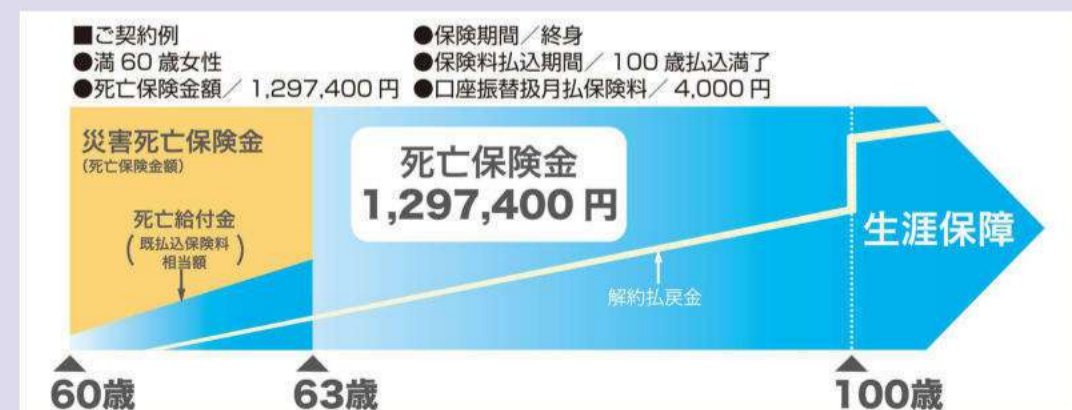 ■ご契約例
●満60歳女性
●死亡保険金額／1,297,400円
●保険期間／終身
●保険料払込期間／100歳払込満了
●口座振替扱月払保険料／4,000円
災害死亡保険金
(死亡保険金額)
死亡給付金
(既払込保険料
相当額)
死亡保険金
1,297,400円
解約払戻金
生涯保障
60歳
63歳
100歳